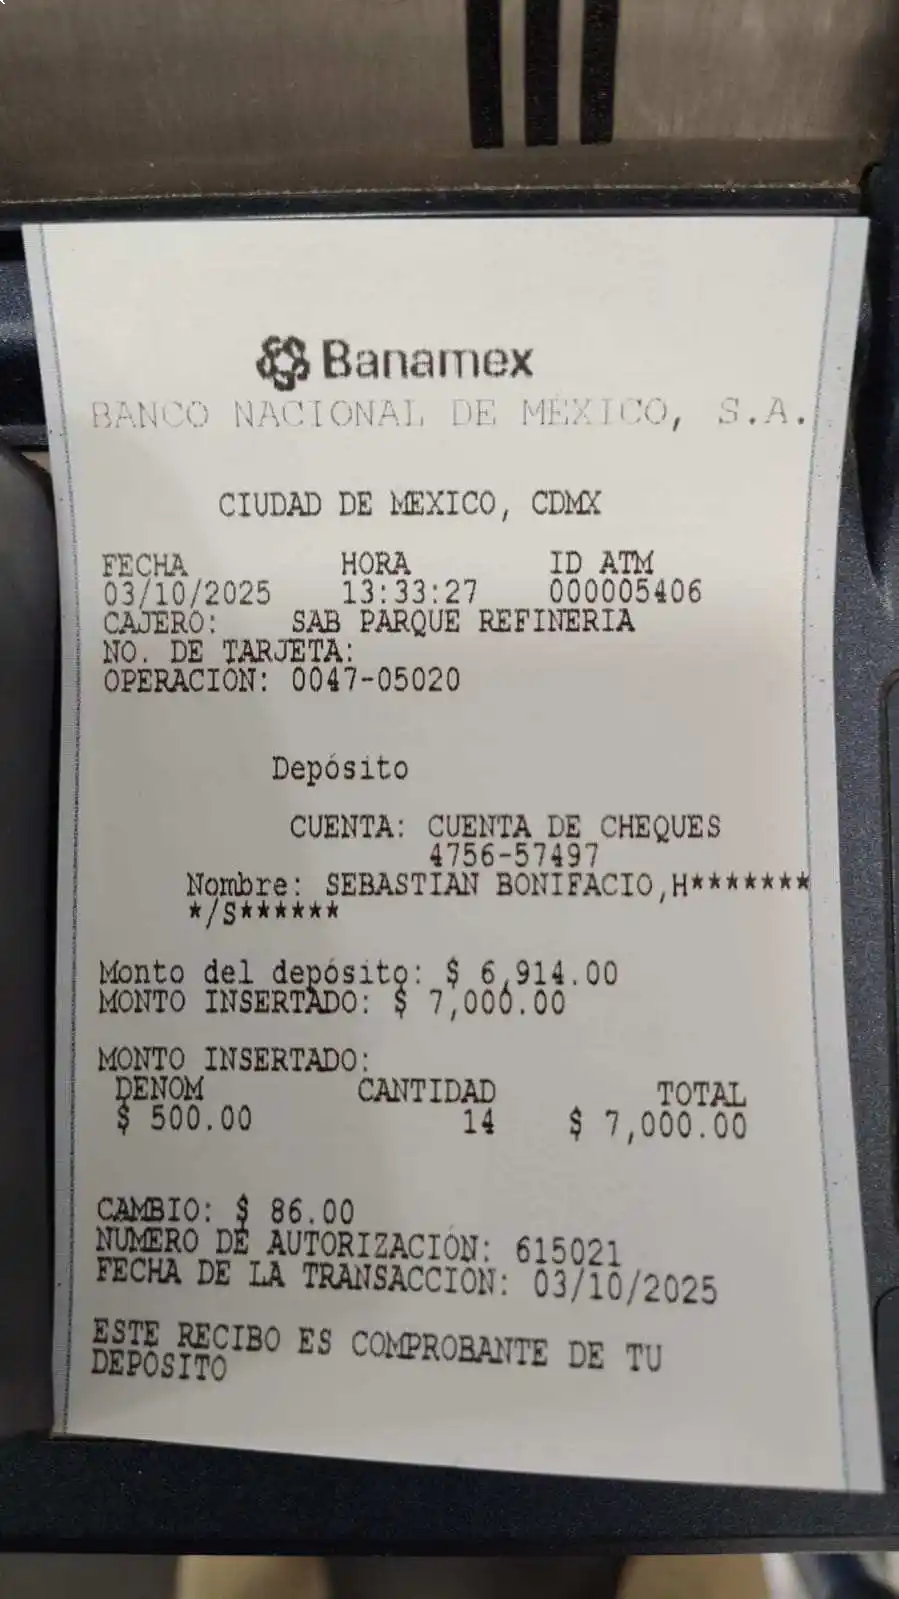 Banamex
BANCO NACIONAL DE MÉXICO, S.A.
CIUDAD DE MEXICO, CDMX
FECHA HORA ID ATM
03/10/2025 13:33:27 000005406
CAJERO: SAB PARQUE REFINERIA
NO. DE TARJETA:
OPERACIÓN: 0047-05020
Depósito
CUENTA: CUENTA DE CHEQUES
4756-57497
Nombre: SEBASTIAN BONIFACIO,H*******
*/S******
Monto del depósito: $ 6,914.00
MONTO INSERTADO: $ 7,000.00
MONTO INSERTADO:
DENOM CANTIDAD TOTAL
$ 500.00 14 $ 7,000.00
CAMBIO: $ 86.00
NUMERO DE AUTORIZACIÓN: 615021
FECHA DE LA TRANSACCIÓN: 03/10/2025
ESTE RECIBO ES COMPROBANTE DE TU
DEPÓSITO